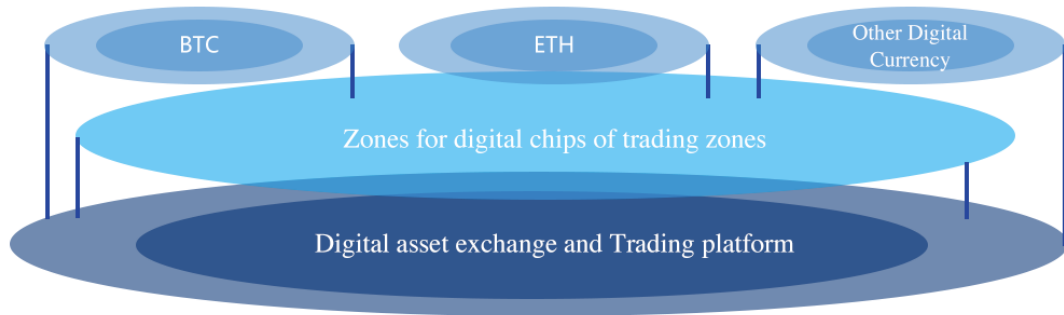 BTC
ETH
Other Digital
Currency
Zones for digital chips of trading zones
Digital asset exchange and Trading platform